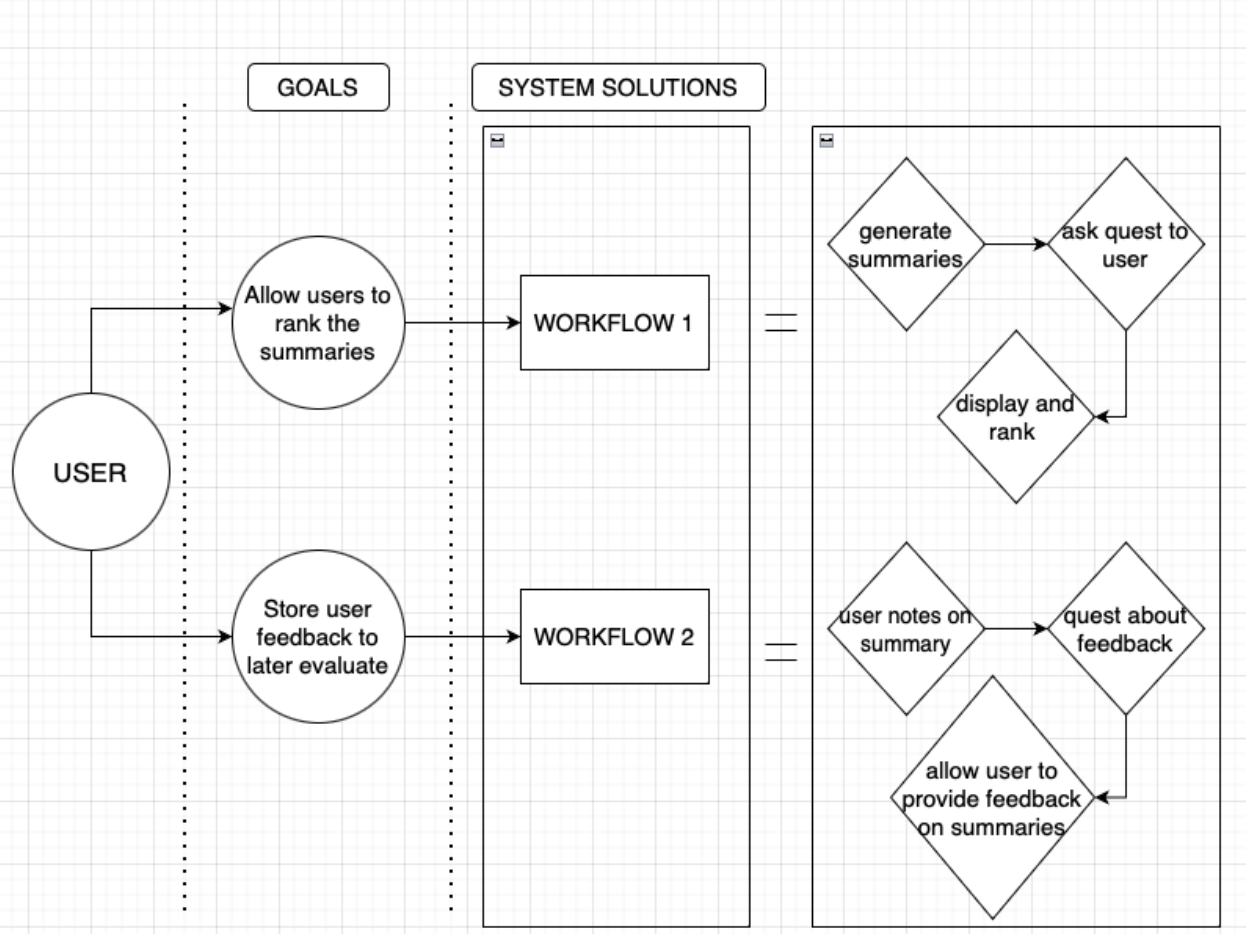 GOALS
SYSTEM SOLUTIONS
USER
Allow users to
rank the
summaries
WORKFLOW 1
generate
summaries
ask quest to
user
display and
rank
Store user
feedback to
later evaluate
WORKFLOW 2
user notes on
summary
quest about
feedback
allow user to
provide feedback
on summaries